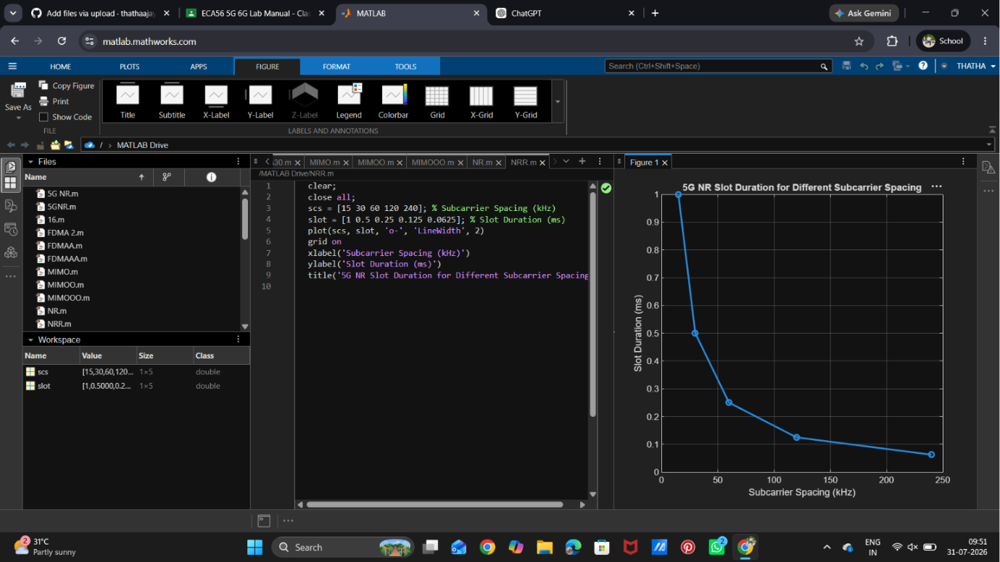 Add files via upload · thathaajay
ECA56 5G 6G Lab Manual - Clas
MATLAB
ChatGPT
Ask Gemini
matlab.mathworks.com
School
HOME
PLOTS
APPS
FIGURE
FORMAT
TOOLS
Search (Ctrl+Shift+Space)
THATHA
Save As
Copy Figure
Print
Show Code
FILE
Title
Subtitle
X-Label
Y-Label
Z-Label
Legend
Colorbar
Grid
X-Grid
Y-Grid
LABELS AND ANNOTATIONS
/ › MATLAB Drive
Files
Name
5G NR.m
5GNR.m
16.m
FDMA 2.m
FDMAA.m
FDMAAA.m
MIMO.m
MIMOO.m
MIMOOO.m
NR.m
NRR.m
Workspace
Name Value Size Class
scs [15,30,60,120... 1×5 double
slot [1,0.5000,0.2... 1×5 double
i30.m
MIMO.m
MIMOO.m
MIMOOO.m
NR.m
NRR.m
/MATLAB Drive/NRR.m
1 clear;
2 close all;
3 scs = [15 30 60 120 240]; % Subcarrier Spacing (kHz)
4 slot = [1 0.5 0.25 0.125 0.0625]; % Slot Duration (ms)
5 plot(scs, slot, 'o-', 'LineWidth', 2)
6 grid on
7 xlabel('Subcarrier Spacing (kHz)')
8 ylabel('Slot Duration (ms)')
9 title('5G NR Slot Duration for Different Subcarrier Spacing
10
Figure 1
5G NR Slot Duration for Different Subcarrier Spacing
1
0.9
0.8
0.7
0.6
0.5
0.4
0.3
0.2
0.1
0
Slot Duration (ms)
0 50 100 150 200 250
Subcarrier Spacing (kHz)
2
31°C
Partly sunny
Search
2
ENG
IN
09:51
31-07-2026